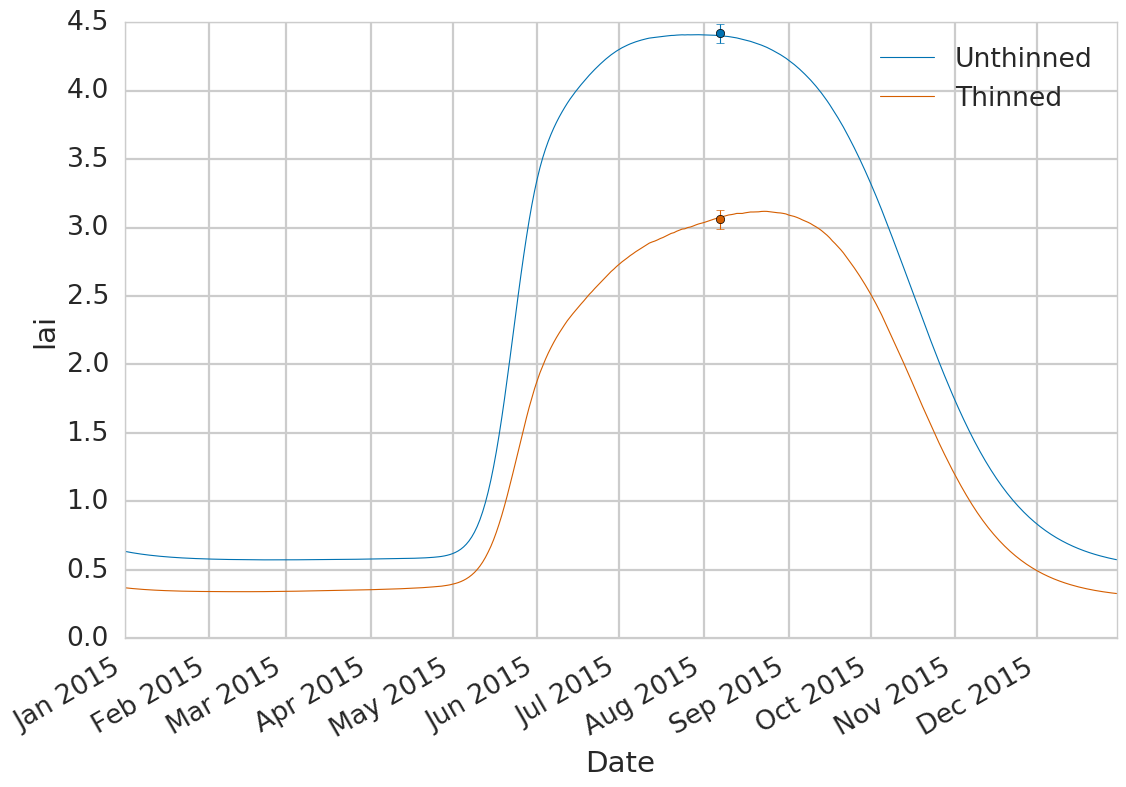 4.5
4.0
3.5
3.0
2.5
2.0
1.5
1.0
0.5
0.0
lai
Unthinned
Thinned
Jan 2015
Feb 2015
Mar 2015
Apr 2015
May 2015
Jun 2015
Jul 2015
Aug 2015
Sep 2015
Oct 2015
Nov 2015
Dec 2015
Date